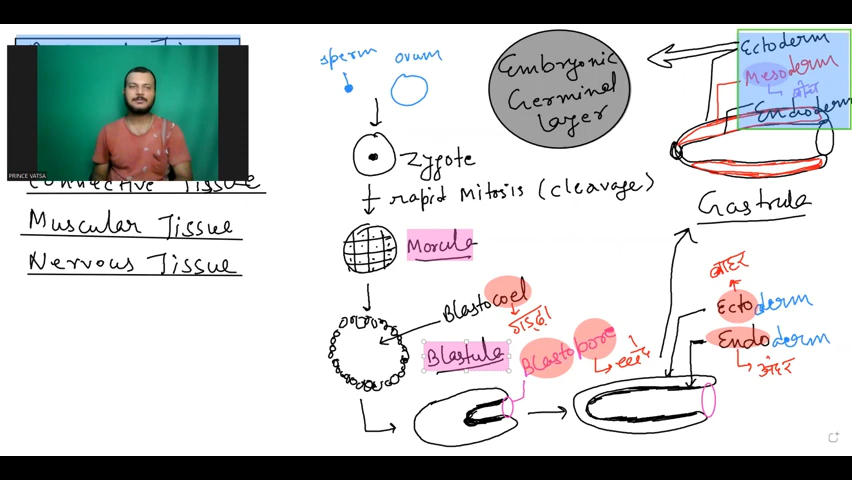 PRINCE VATSA
Connective Tissue
Muscular Tissue
Nervous Tissue
sperm
ovum
Zygote
rapid Mitosis (cleavage)
Morula
Blastocoel
Blastula
Blastopore
Embryonic
Germinal
layer
Ectoderm
Mesoderm
Endoderm
Gastrula
बाहर
Ectoderm
Endoderm
अंदर